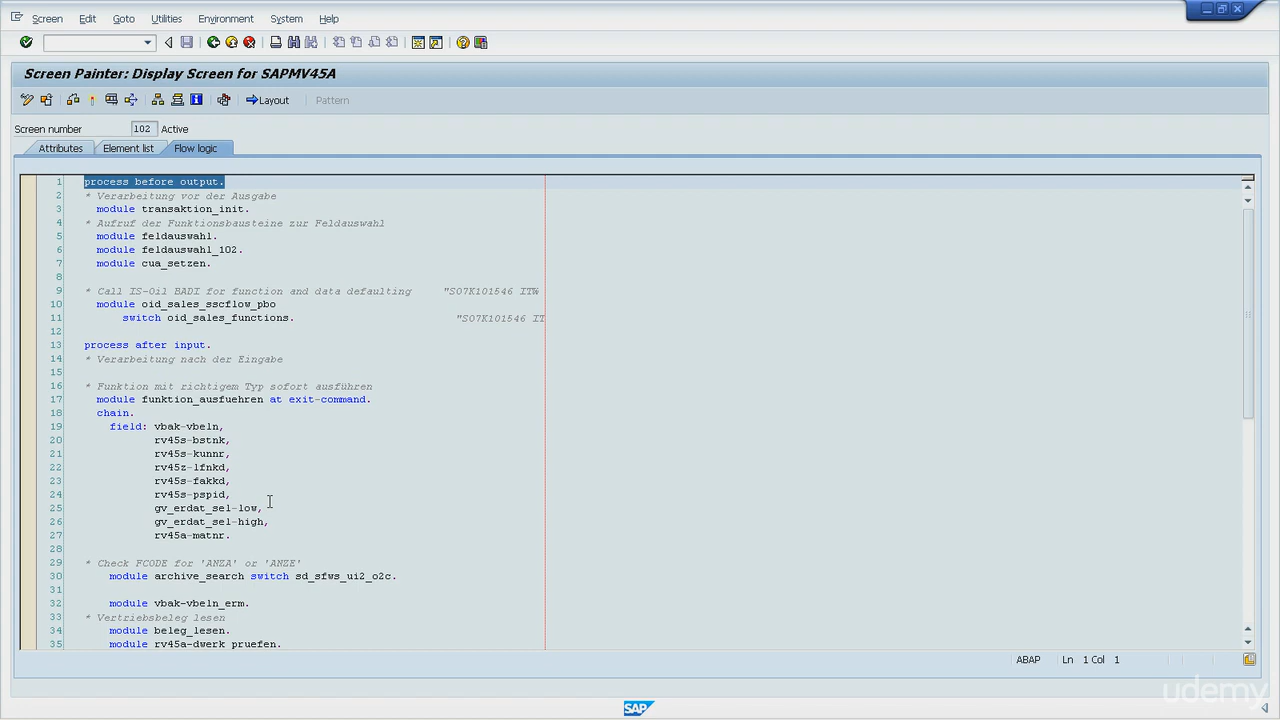 Screen Edit Goto Utilities Environment System Help
Screen Painter: Display Screen for SAPMV45A
Layout Pattern
Screen number 102 Active
Attributes Element list Flow logic
1 process before output.
2 * Verarbeitung vor der Ausgabe
3 module transaktion_init.
4 * Aufruf der Funktionsbausteine zur Feldauswahl
5 module feldauswahl.
6 module feldauswahl_102.
7 module cua_setzen.
8
9 * Call IS-Oil BADI for function and data defaulting "S07K101546 ITW
10 module oid_sales_sscflow_pbo
11 switch oid_sales_functions. "S07K101546 IT
12
13 process after input.
14 * Verarbeitung nach der Eingabe
15
16 * Funktion mit richtigem Typ sofort ausführen
17 module funktion_ausfuehren at exit-command.
18 chain.
19 field: vbak-vbeln,
20 rv45s-bstnk,
21 rv45s-kunnr,
22 rv45z-lfnkd,
23 rv45s-fakkd,
24 rv45s-pspid,
25 gv_erdat_sel-low,
26 gv_erdat_sel-high,
27 rv45a-matnr.
28
29 * Check FCODE for 'ANZA' or 'ANZE'
30 module archive_search switch sd_sfws_ui2_o2c.
31
32 module vbak-vbeln_erm.
33 * Vertriebsbeleg lesen
34 module beleg_lesen.
35 module rv45a-dwerk pruefen.
ABAP Ln 1 Col 1
SAP
udemy